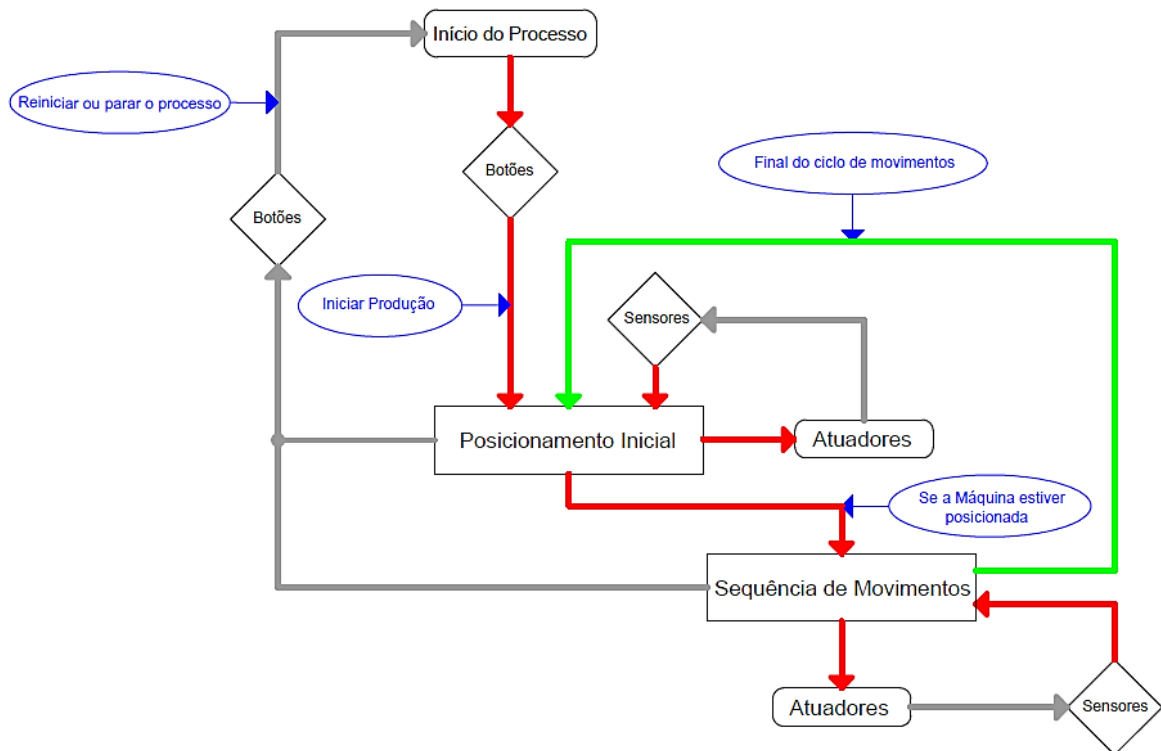 Início do Processo
Reiniciar ou parar o processo
Botões
Final do ciclo de movimentos
Botões
Iniciar Produção
Sensores
Posicionamento Inicial
Atuadores
Se a Máquina estiver
posicionada
Sequência de Movimentos
Atuadores
Sensores